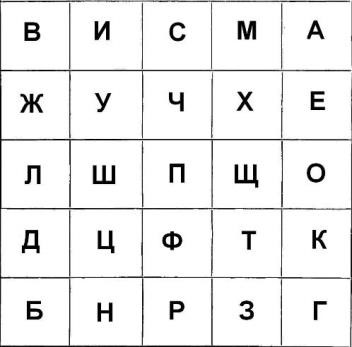 В И С М А
Ж У Ч Х Е
Л Ш П Щ О
Д Ц Ф Т К
Б Н Р З Г